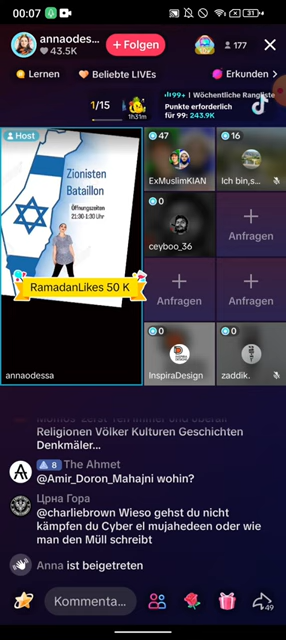 00:07
31
annaodes...
43.5K
+ Folgen
177
Lernen
Beliebte LIVEs
Erkunden
1/15
1h31m
99+ | Wöchentliche Rangliste
Punkte erforderlich
für 99: 243.9K
Host
Zionisten
Bataillon
Öffnungszeiten
21:30-1:30 Uhr
RamadanLikes 50 K
annaodessa
47
ExMuslimKIAN
16
Ich bin,s...
0
ceyboo_36
Anfragen
Anfragen
Anfragen
0
InspiraDesign
0
zaddik.
Religionen Völker Kulturen Geschichten
Denkmäler...
8 The Ahmet
@Amir_Doron_Mahajni wohin?
Црна Гора
@charliebrown Wieso gehst du nicht
kämpfen du Cyber el mujahedeen oder wie
man den Müll schreibt
Anna ist beigetreten
Kommenta...
49